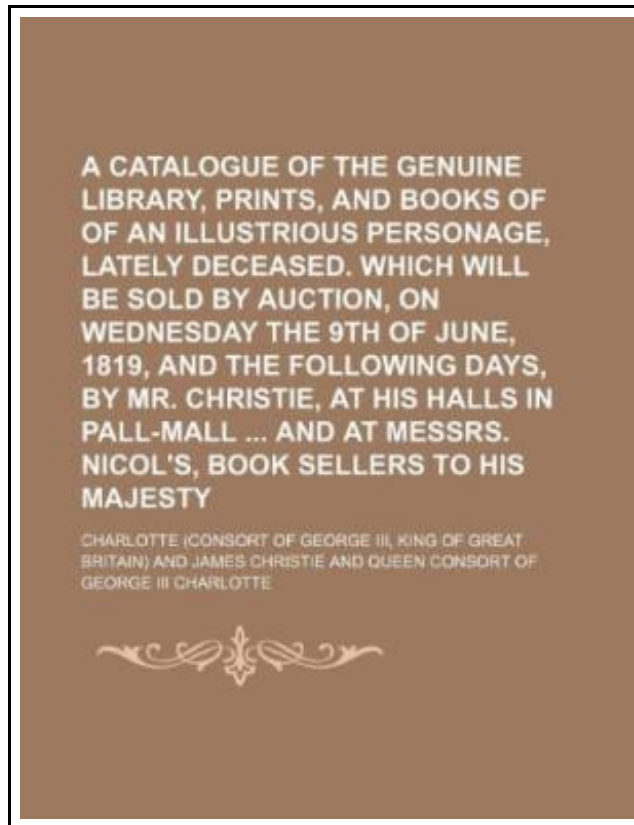 A CATALOGUE OF THE GENUINE
LIBRARY, PRINTS, AND BOOKS OF
OF AN ILLUSTRIOUS PERSONAGE,
LATELY DECEASED. WHICH WILL
BE SOLD BY AUCTION, ON
WEDNESDAY THE 9TH OF JUNE,
1819, AND THE FOLLOWING DAYS,
BY MR. CHRISTIE, AT HIS HALLS IN
PALL-MALL ... AND AT MESSRS.
NICOL'S, BOOK SELLERS TO HIS
MAJESTY
CHARLOTTE (CONSORT OF GEORGE III, KING OF GREAT
BRITAIN) AND JAMES CHRISTIE AND QUEEN CONSORT OF
GEORGE III CHARLOTTE